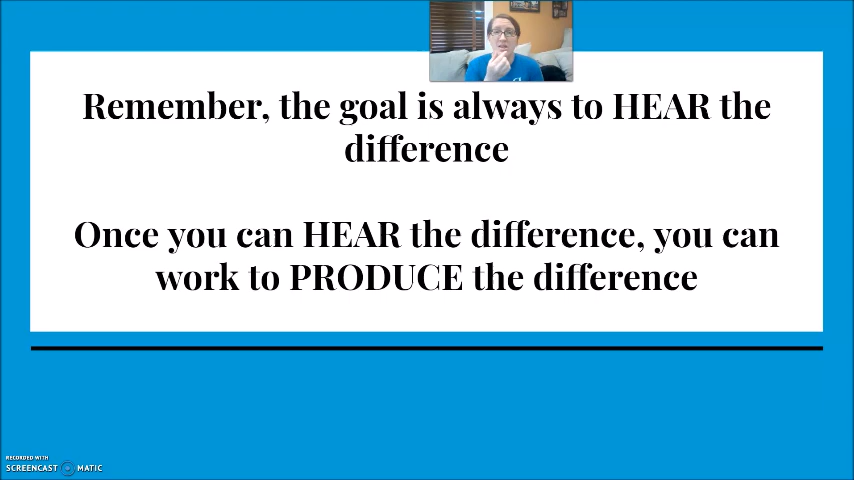 Remember, the goal is always to HEAR the
difference
Once you can HEAR the difference, you can
work to PRODUCE the difference
RECORDED WITH
SCREENCAST MATIC